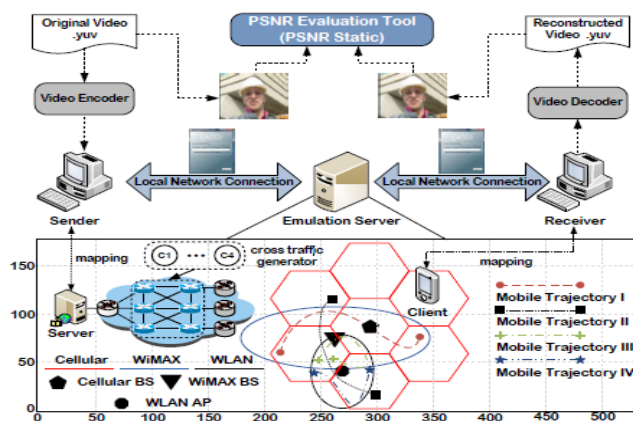 Original Video
.yuv
PSNR Evaluation Tool
(PSNR Static)
Reconstructed
Video .yuv
Video Encoder
Video Decoder
Local Network Connection
Local Network Connection
Sender
Emulation Server
Receiver
mapping
C1 ... C4
cross traffic
generator
mapping
150
100
50
0
Server
Client
Mobile Trajectory I
Mobile Trajectory II
Mobile Trajectory III
Mobile Trajectory IV
Cellular WiMAX WLAN
Cellular BS WiMAX BS
WLAN AP
0 50 100 150 200 250 300 350 400 450 500